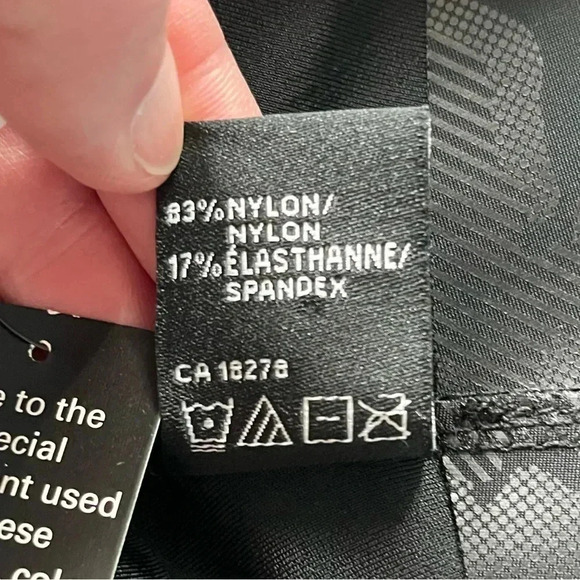 83% NYLON/
NYLON
17% ÉLASTHANNE/
SPANDEX
CA 18278
to the
ecial
nt used
ese